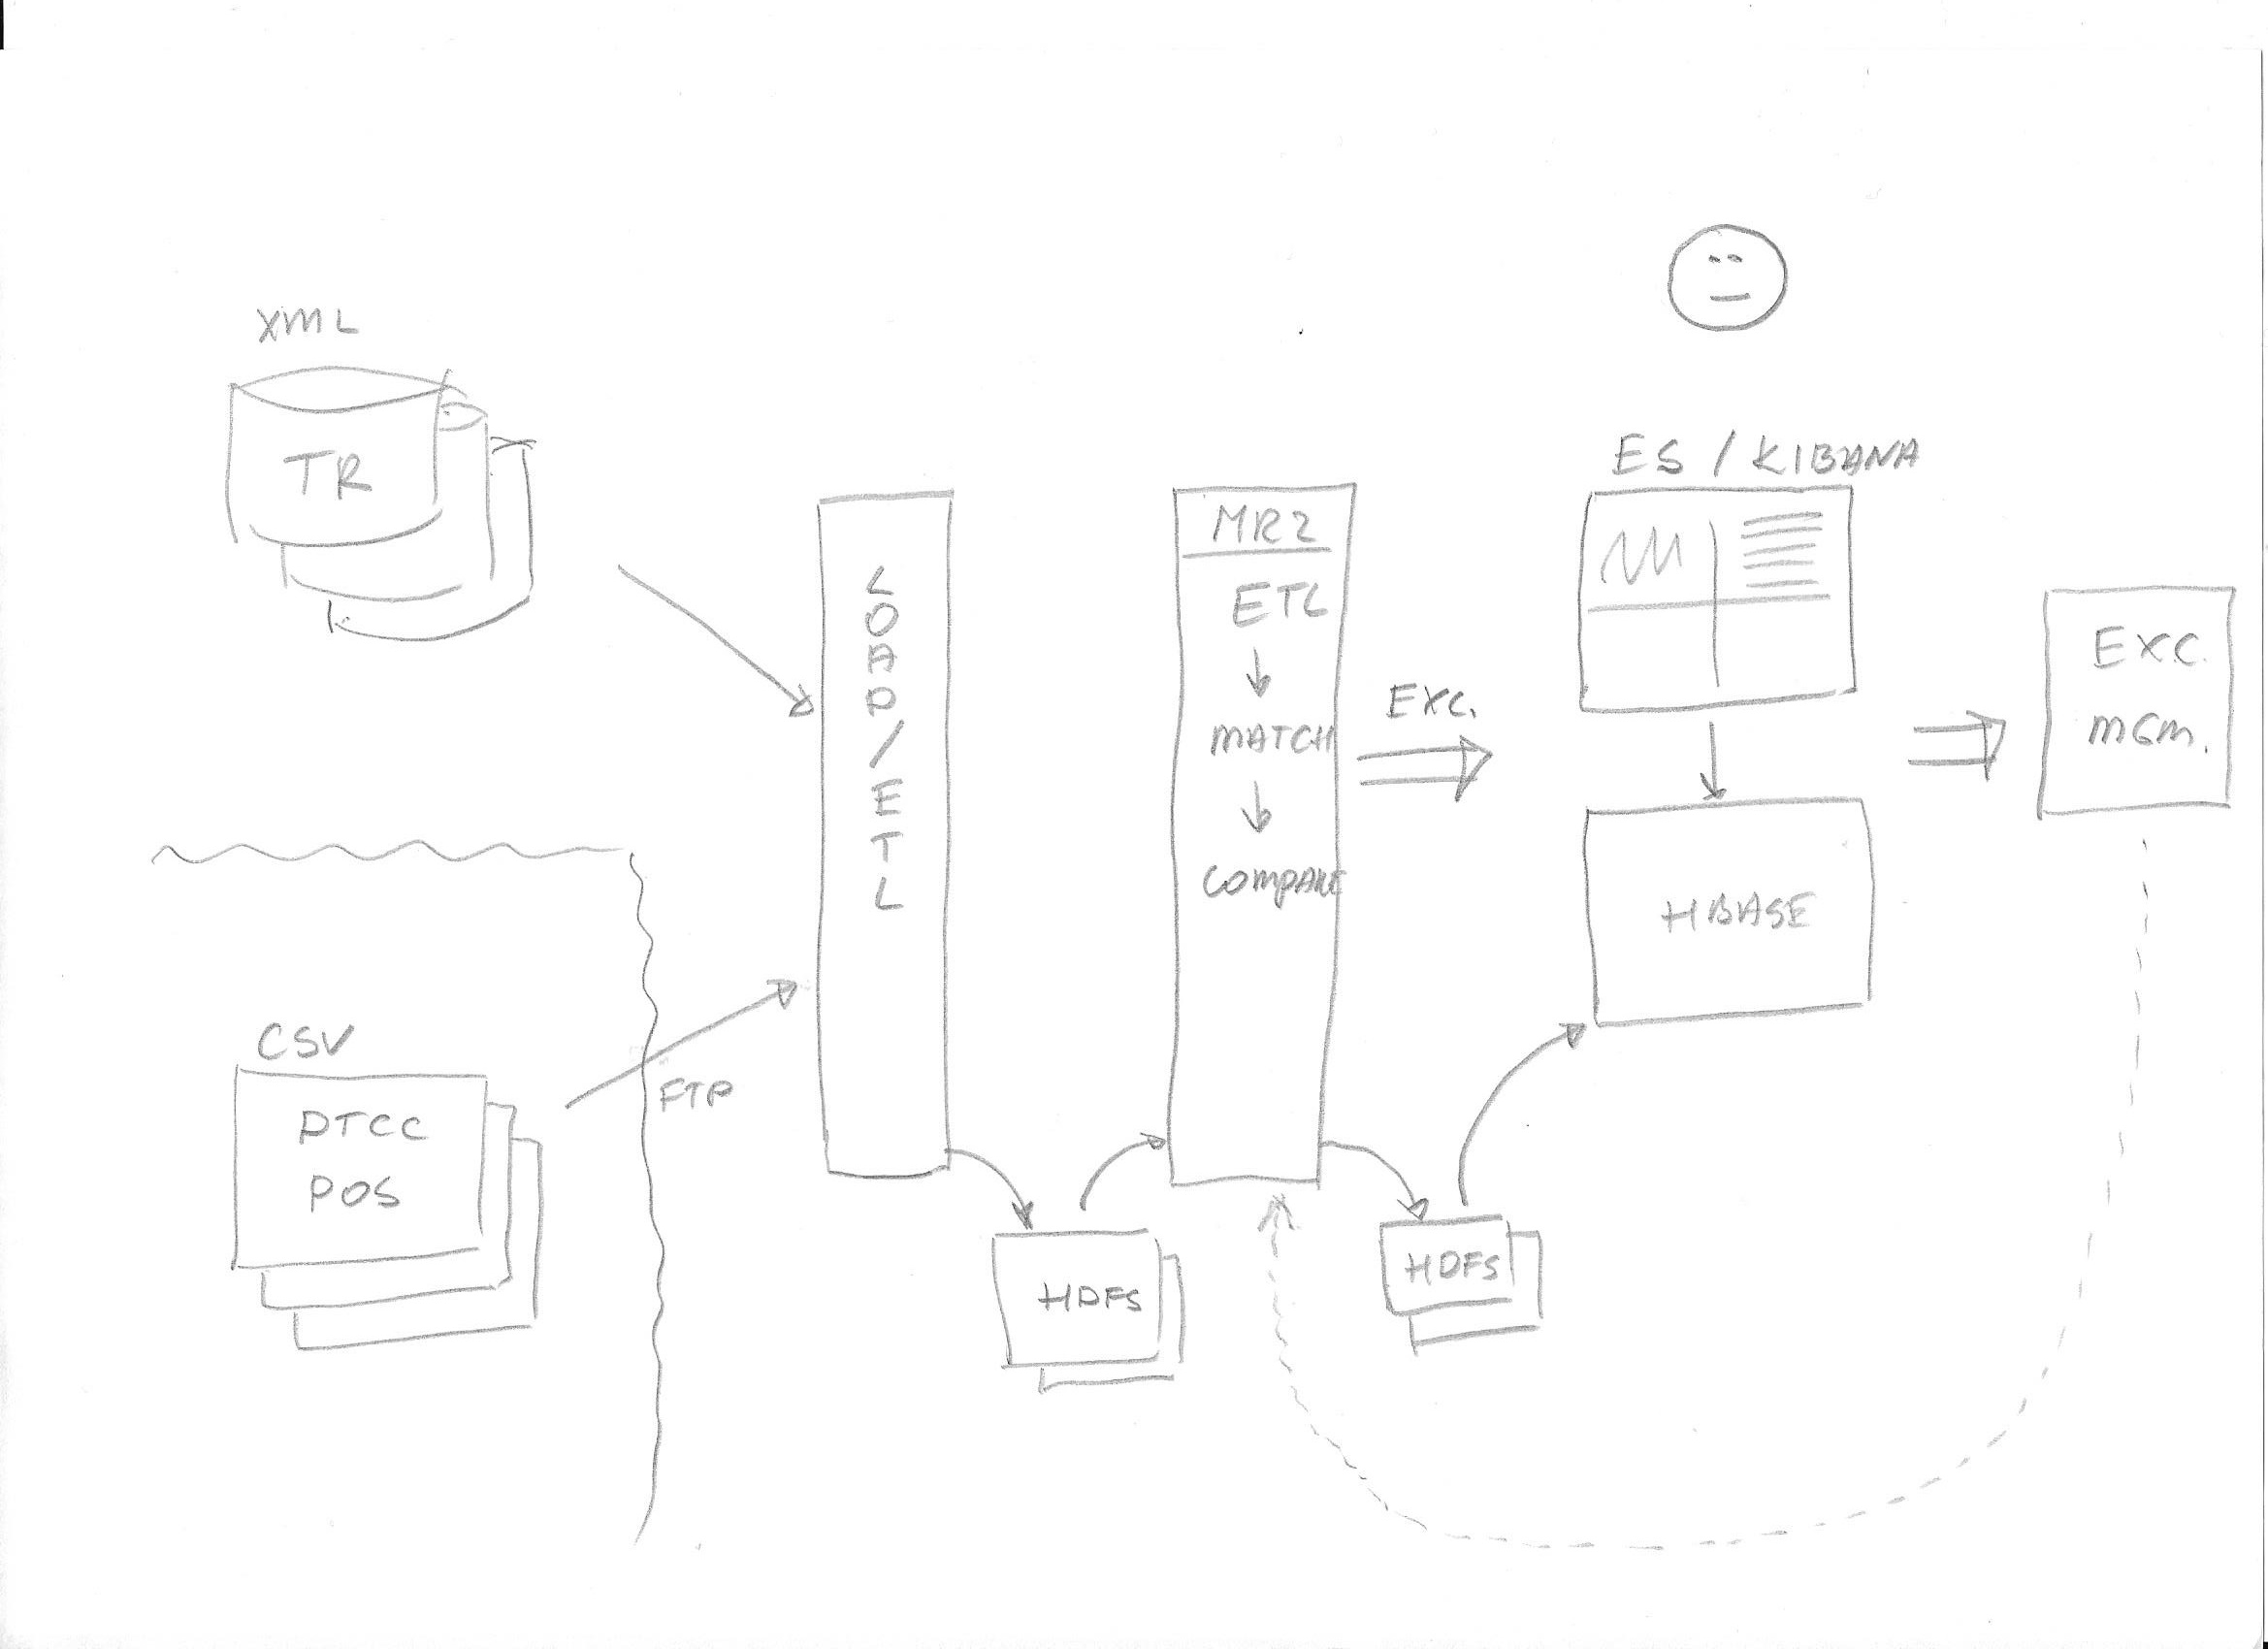 XML
TR
CSV
DTCC
POS
FTP
LOAD/ETL
HDFS
MR2
ETL
MATCH
COMPARE
EXC.
HDFS
ES / KIBANA
HBASE
EXC.
MGM.